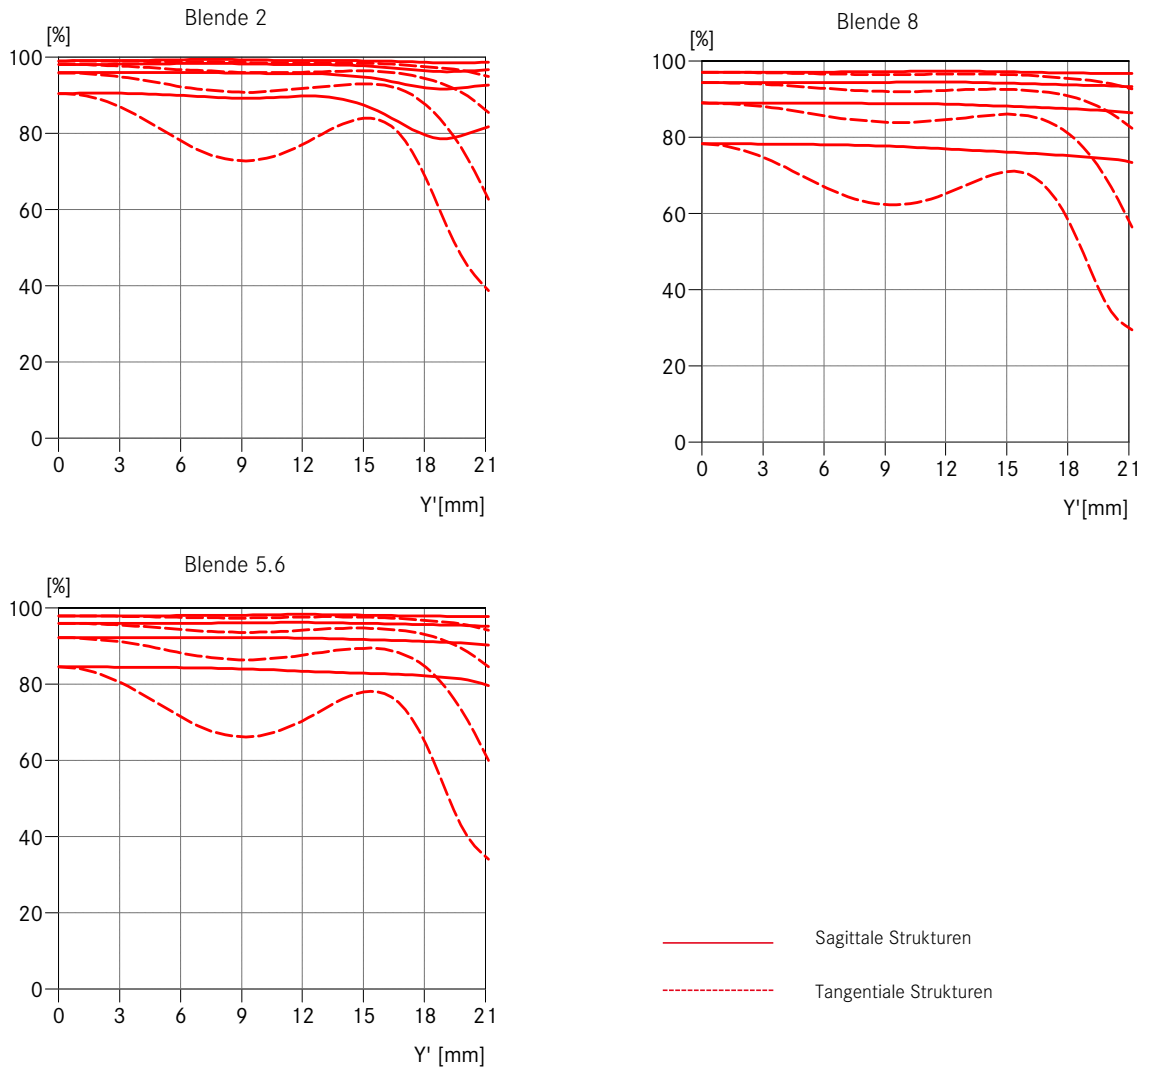 Blende 2
[%]
100
80
60
40
20
0
0 3 6 9 12 15 18 21
Y'[mm]
Blende 8
[%]
100
80
60
40
20
0
0 3 6 9 12 15 18 21
Y'[mm]
Blende 5.6
[%]
100
80
60
40
20
0
0 3 6 9 12 15 18 21
Y' [mm]
Sagittale Strukturen
Tangentiale Strukturen